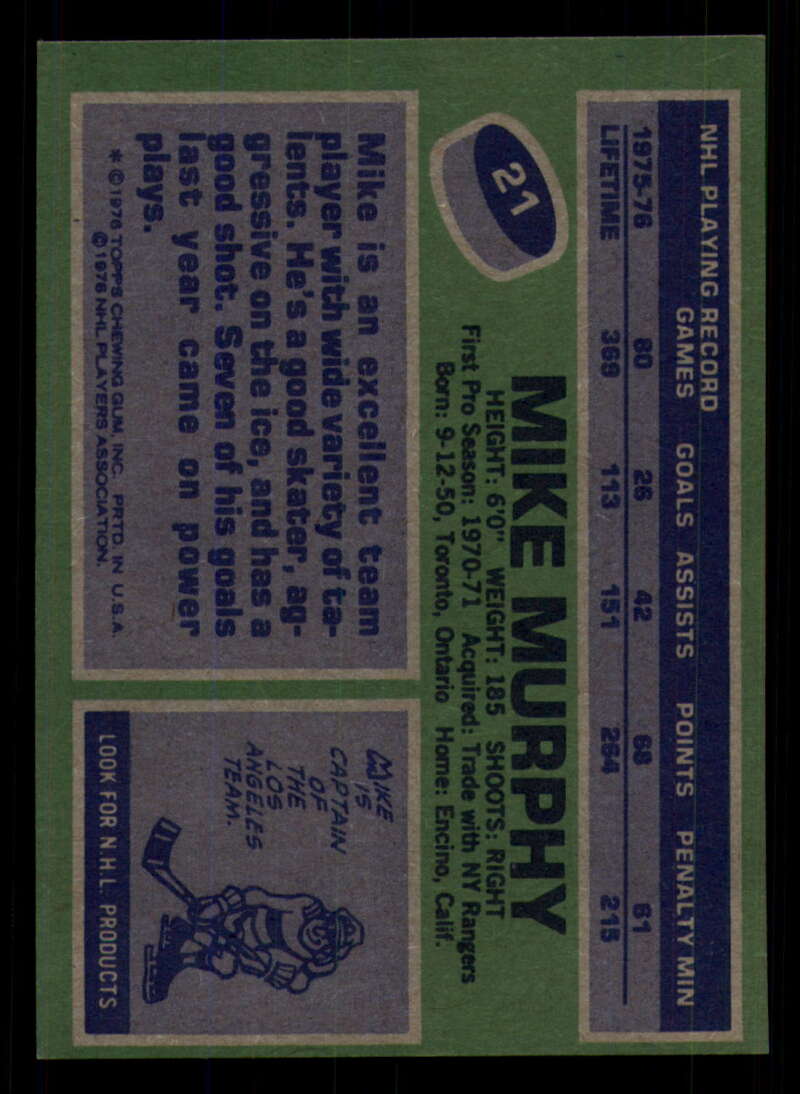 NHL PLAYING RECORD
GAMES GOALS ASSISTS POINTS PENALTY MIN
1975-76 80 26 42 68 61
LIFETIME 369 113 151 264 215
21
MIKE MURPHY
HEIGHT: 6'0" WEIGHT: 185 SHOOTS: RIGHT
First Pro Season: 1970-71 Acquired: Trade with NY Rangers
Born: 9-12-50, Toronto, Ontario Home: Encino, Calif.
Mike is an excellent team
player with wide variety of ta-
lents. He's a good skater, ag-
gressive on the ice, and has a
good shot. Seven of his goals
last year came on power
plays.
* © 1976 TOPPS CHEWING GUM, INC. PRTD. IN U.S.A.
© 1976 NHL PLAYERS ASSOCIATION.
MIKE
IS
CAPTAIN
OF
THE
LOS
ANGELES
TEAM.
LOOK FOR N.H.L. PRODUCTS